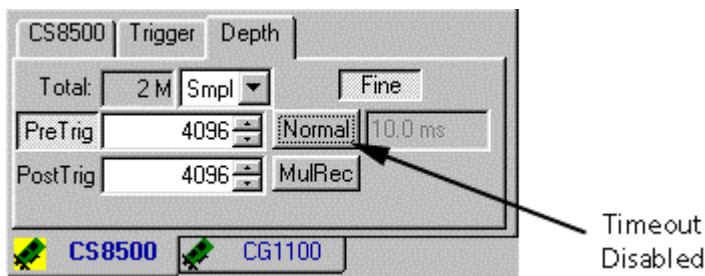 CS8500 Trigger Depth
Total: 2 M Smpl Fine
PreTrig 4096 Normal 10.0 ms
PostTrig 4096 MulRec
CS8500 CG1100
Timeout
Disabled